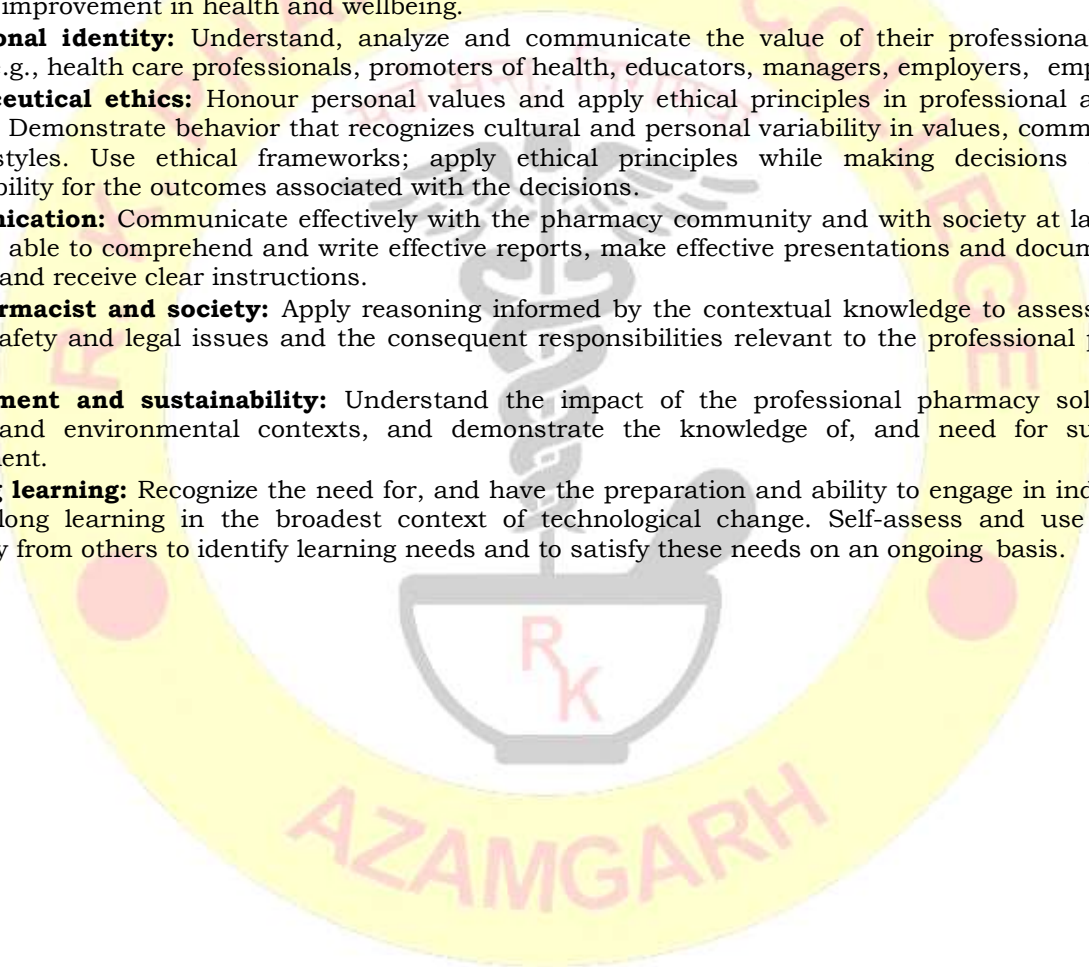 improvement in health and wellbeing.
onal identity: Understand, analyze and communicate the value of their professional
e.g., health care professionals, promoters of health, educators, managers, employers, emp
ceutical ethics: Honour personal values and apply ethical principles in professional a
Demonstrate behavior that recognizes cultural and personal variability in values, comm
styles. Use ethical frameworks; apply ethical principles while making decisions
bility for the outcomes associated with the decisions.
nication: Communicate effectively with the pharmacy community and with society at la
able to comprehend and write effective reports, make effective presentations and docum
and receive clear instructions.
rmacist and society: Apply reasoning informed by the contextual knowledge to assess
afety and legal issues and the consequent responsibilities relevant to the professional p
ment and sustainability: Understand the impact of the professional pharmacy sol
and environmental contexts, and demonstrate the knowledge of, and need for su
ent.
g learning: Recognize the need for, and have the preparation and ability to engage in ind
long learning in the broadest context of technological change. Self-assess and use
y from others to identify learning needs and to satisfy these needs on an ongoing basis.
R K PHA
COLLEGE
R
K
AZAMGARH